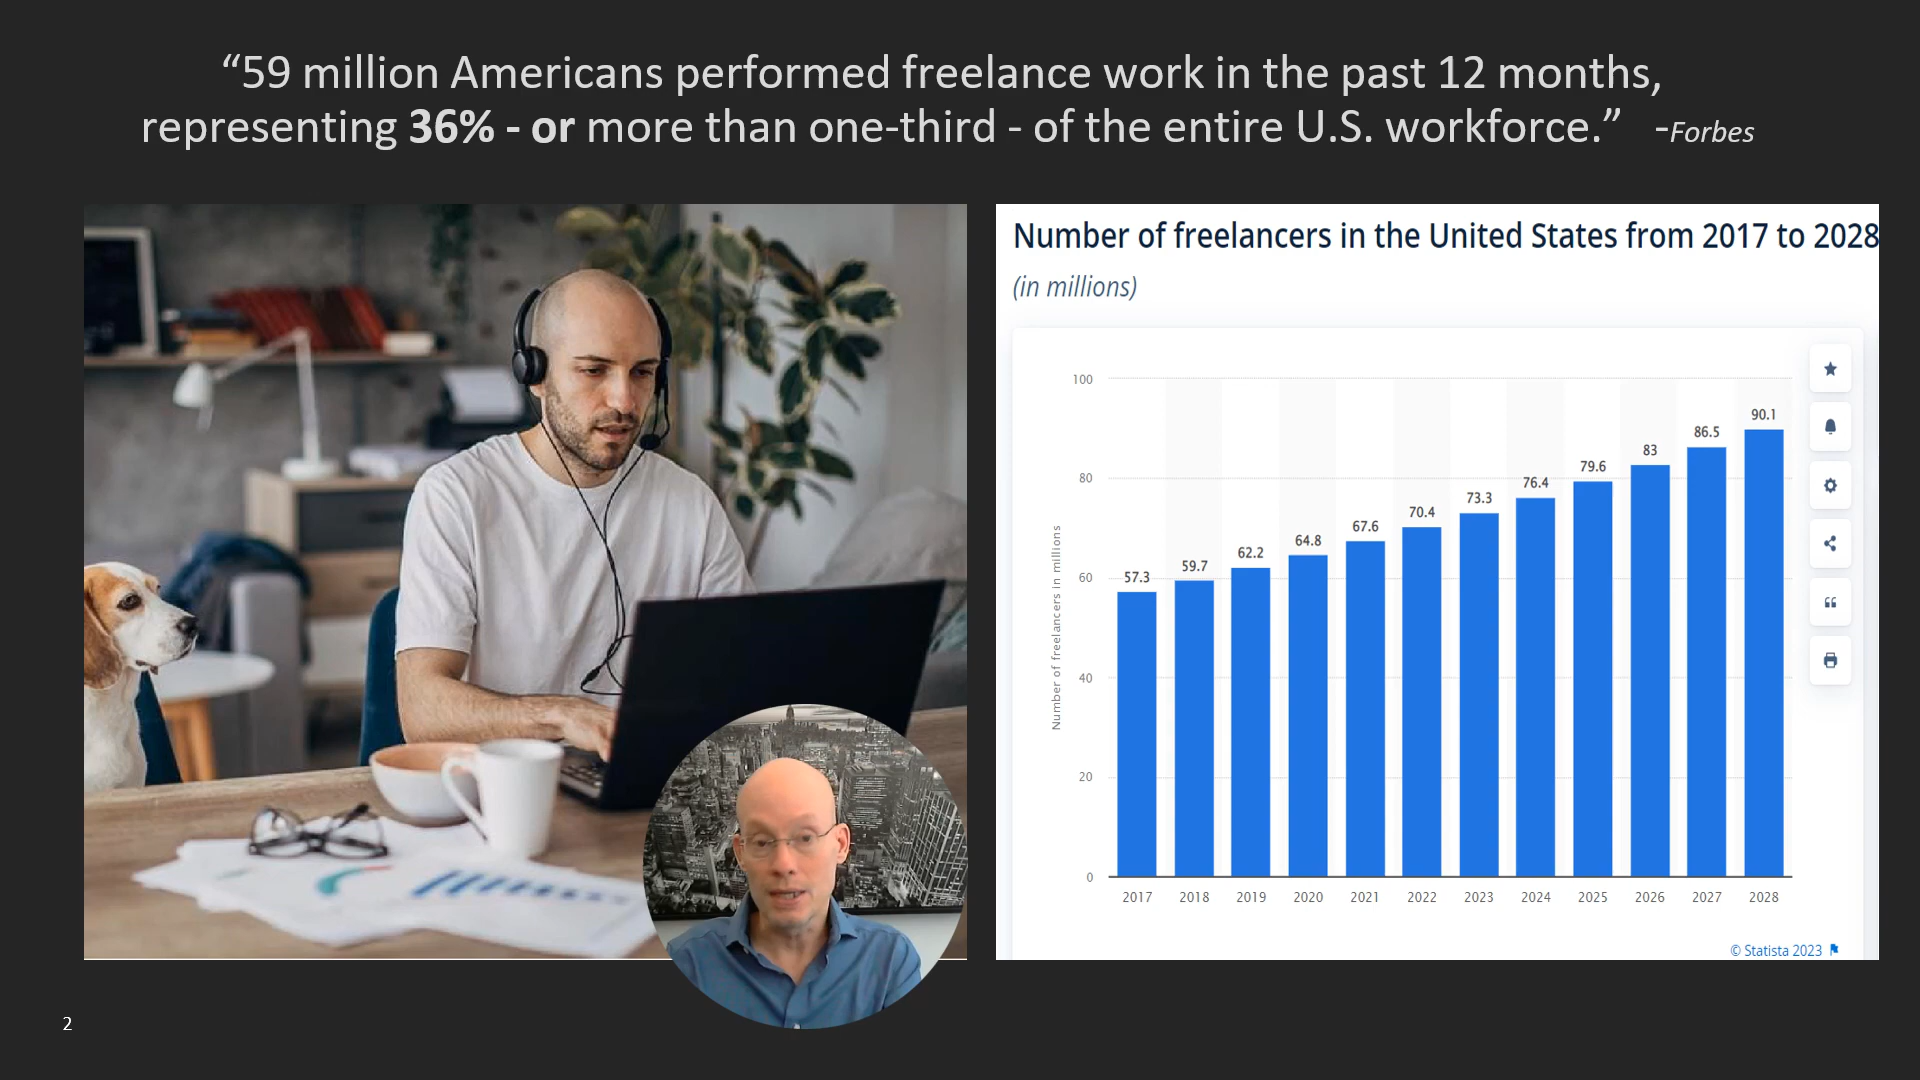 “59 million Americans performed freelance work in the past 12 months,
representing 36% - or more than one-third - of the entire U.S. workforce.” -Forbes
Number of freelancers in the United States from 2017 to 2028
(in millions)
Number of freelancers in millions
100
80
60
40
20
0
57.3
59.7
62.2
64.8
67.6
70.4
73.3
76.4
79.6
83
86.5
90.1
2017 2018 2019 2020 2021 2022 2023 2024 2025 2026 2027 2028
© Statista 2023
2